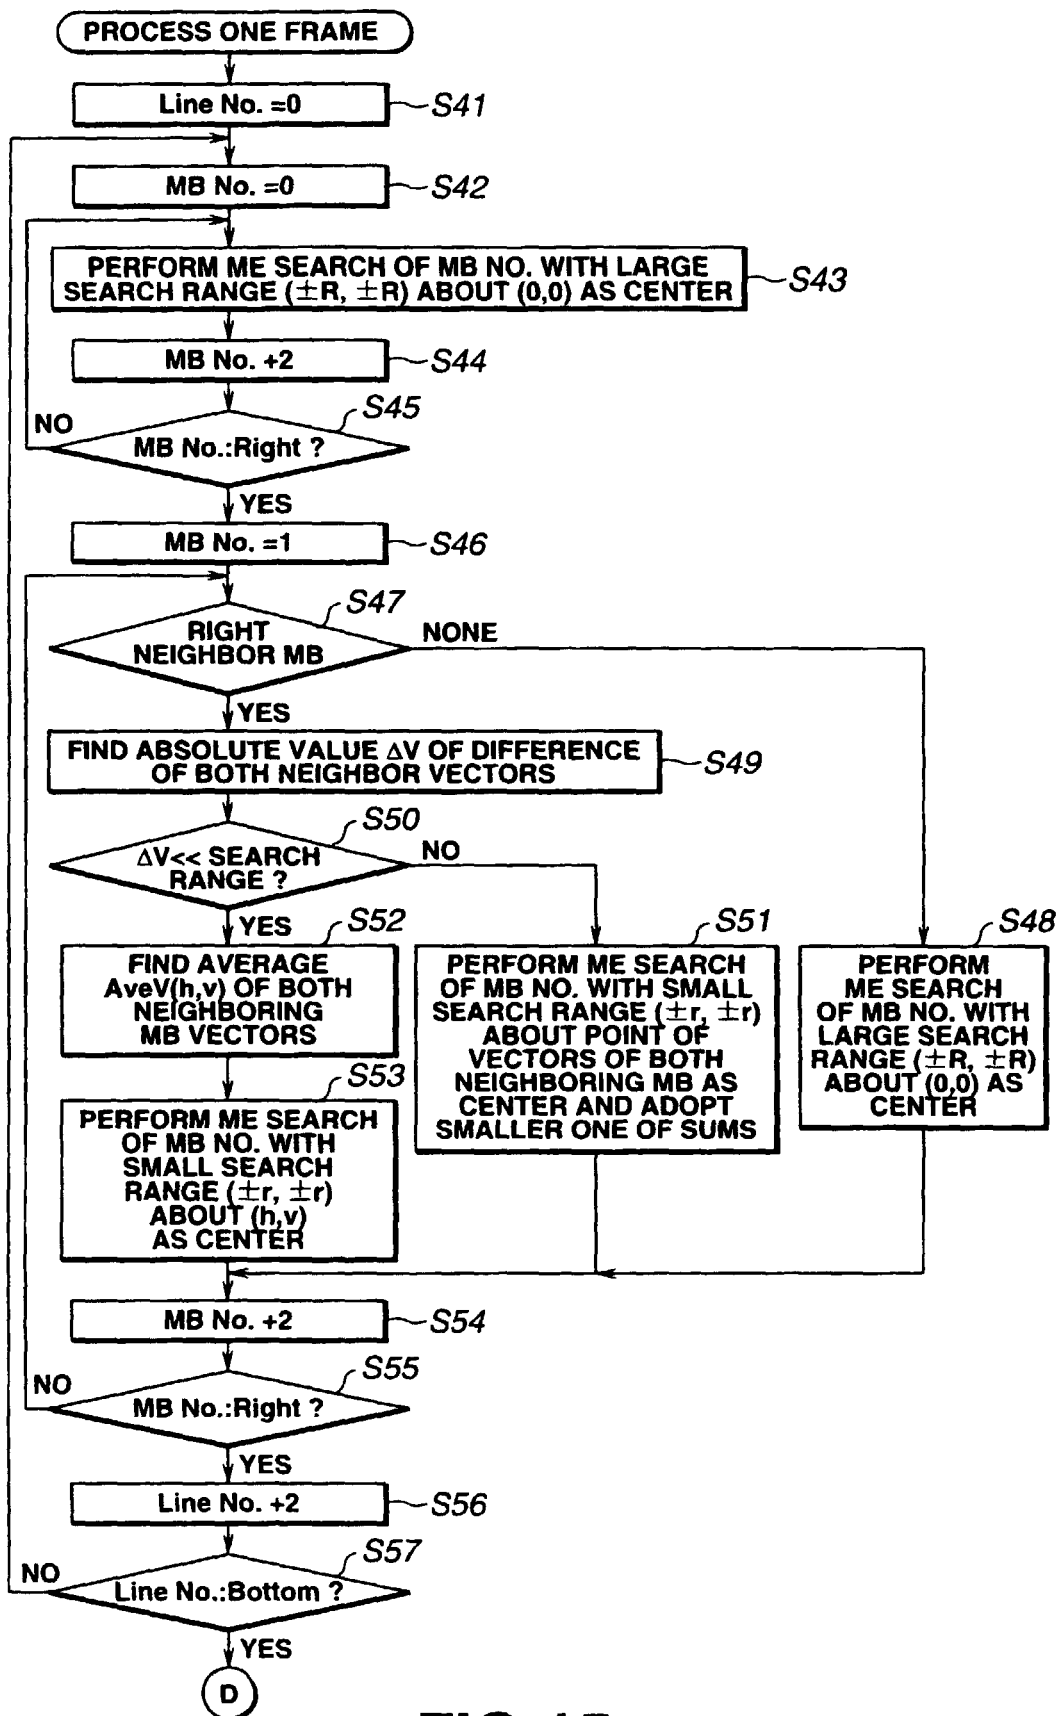 PROCESS ONE FRAME
Line No. =0
S41
MB No. =0
S42
PERFORM ME SEARCH OF MB NO. WITH LARGE
SEARCH RANGE (±R, ±R) ABOUT (0,0) AS CENTER
S43
MB No. +2
S44
S45
NO
MB No.:Right ?
YES
MB No. =1
S46
S47
RIGHT
NEIGHBOR MB
NONE
YES
FIND ABSOLUTE VALUE ΔV OF DIFFERENCE
OF BOTH NEIGHBOR VECTORS
S49
S50
ΔV<< SEARCH
RANGE ?
NO
YES
S52
FIND AVERAGE
AveV(h,v) OF BOTH
NEIGHBORING
MB VECTORS
S51
PERFORM ME SEARCH
OF MB NO. WITH SMALL
SEARCH RANGE (±r, ±r)
ABOUT POINT OF
VECTORS OF BOTH
NEIGHBORING MB AS
CENTER AND ADOPT
SMALLER ONE OF SUMS
S48
PERFORM
ME SEARCH
OF MB NO. WITH
LARGE SEARCH
RANGE (±R, ±R)
ABOUT (0,0) AS
CENTER
S53
PERFORM ME SEARCH
OF MB NO. WITH
SMALL SEARCH
RANGE (±r, ±r)
ABOUT (h,v)
AS CENTER
MB No. +2
S54
S55
NO
MB No.:Right ?
YES
Line No. +2
S56
S57
NO
Line No.:Bottom ?
YES
D